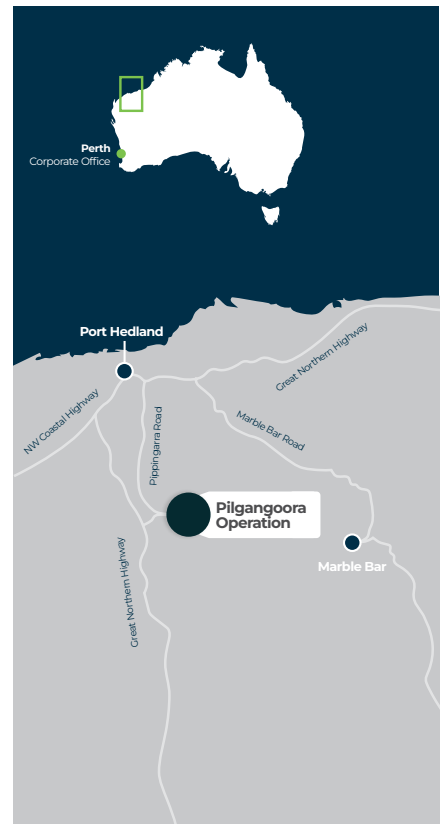 Perth
Corporate Office
Port Hedland
Great Northern Highway
NW Coastal Highway
Pippingarra Road
Marble Bar Road
Pilgangoora
Operation
Marble Bar
Great Northern Highway